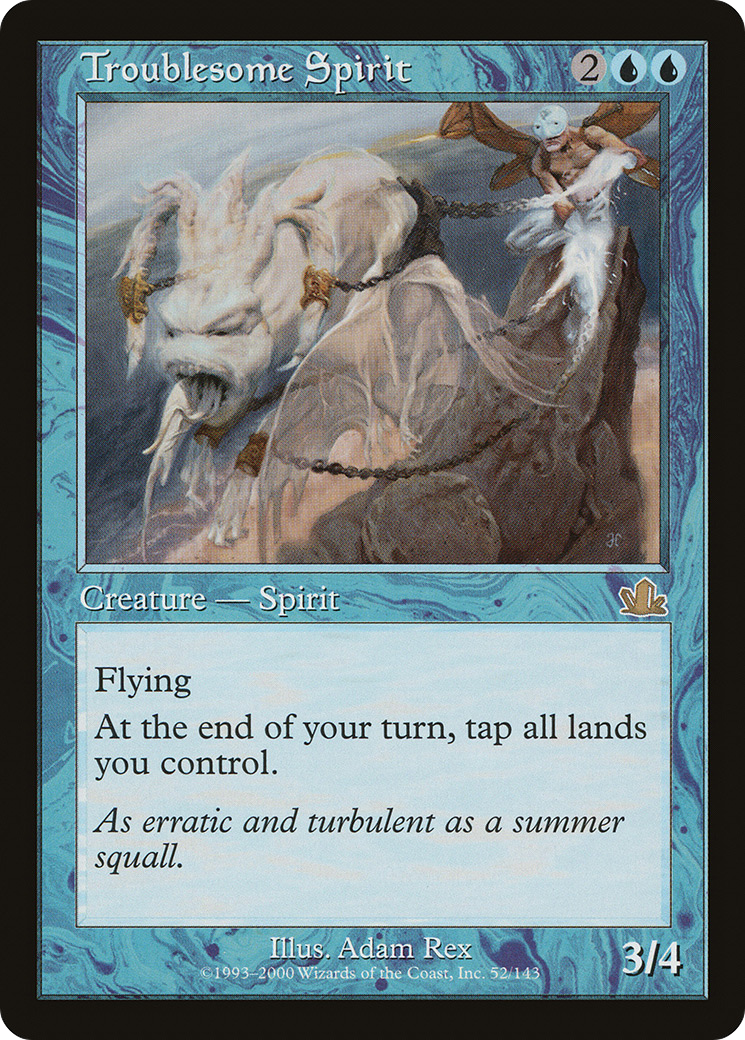 Troublesome Spirit 2
Creature — Spirit
Flying
At the end of your turn, tap all lands
you control.
As erratic and turbulent as a summer
squall.
Illus. Adam Rex
©1993–2000 Wizards of the Coast, Inc. 52/143
3/4